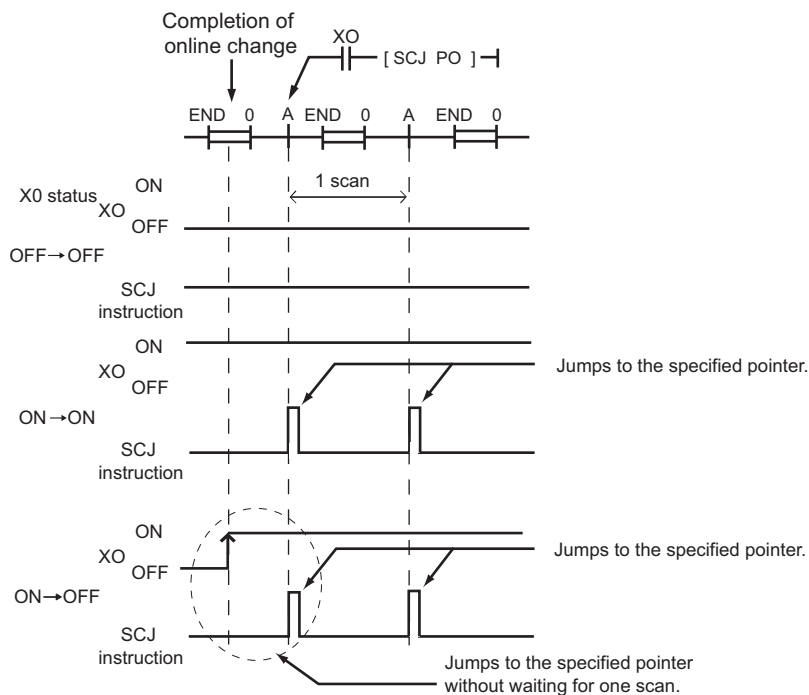 Completion of
online change
XO
[ SCJ PO ]
END 0 A END 0 A END 0
1 scan
X0 status
ON
XO
OFF
OFF→OFF
SCJ
instruction
ON
XO
OFF
Jumps to the specified pointer.
ON→ON
SCJ
instruction
ON
XO
OFF
Jumps to the specified pointer.
ON→OFF
SCJ
instruction
Jumps to the specified pointer
without waiting for one scan.